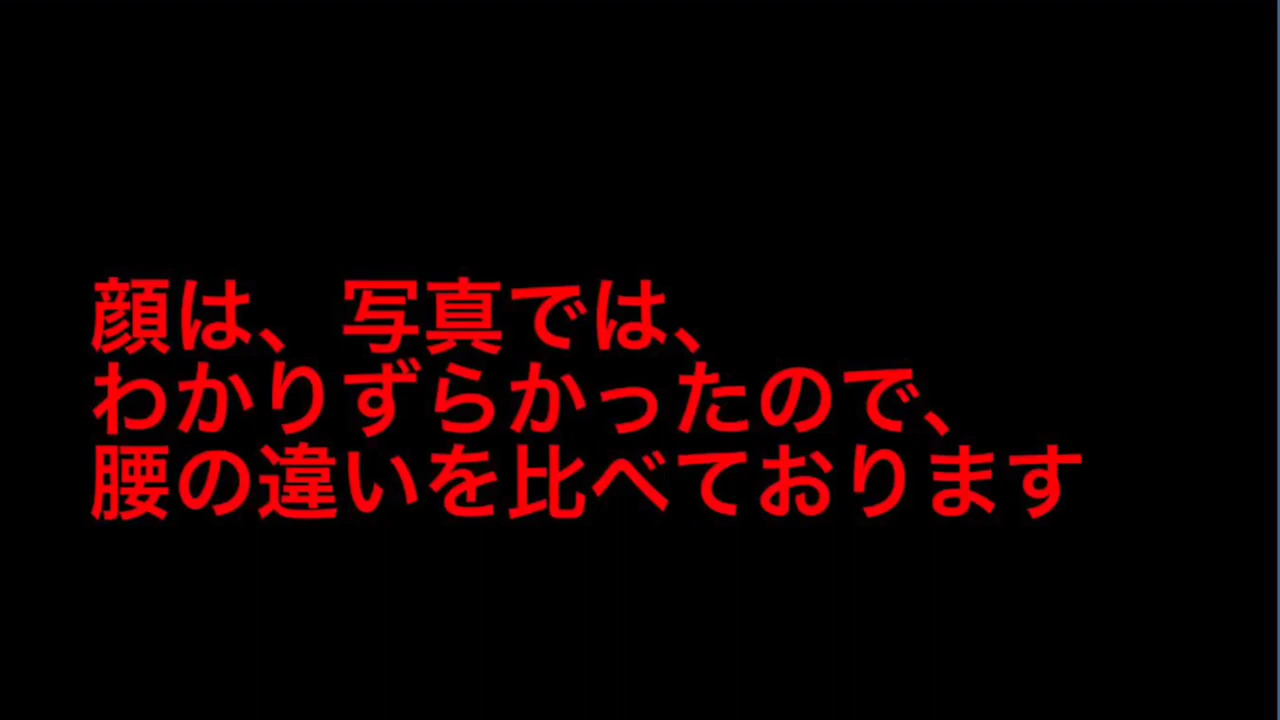 顔は、写真では、
わかりずらかったので、
腰の違いを比べております